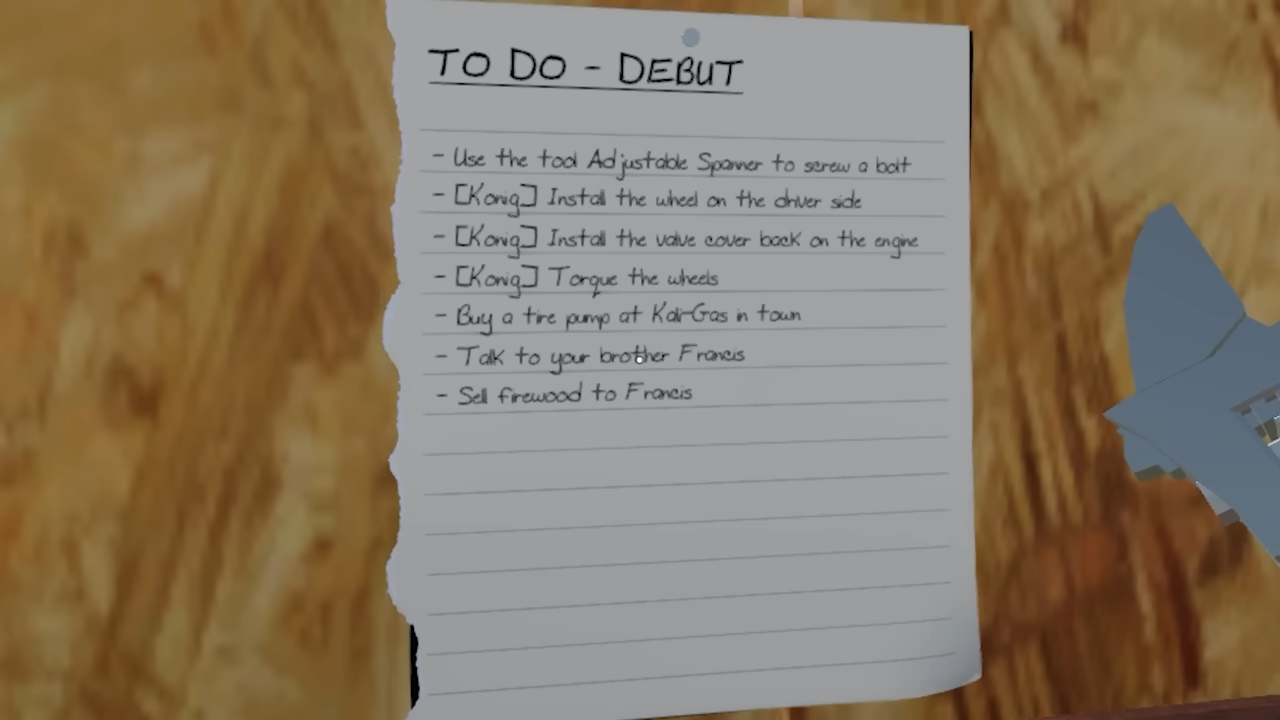 TO DO - DEBUT
- Use the tool Adjustable Spanner to screw a bolt
- [Konig] Install the wheel on the driver side
- [Konig] Install the valve cover back on the engine
- [Konig] Torque the wheels
- Buy a tire pump at Kali-Gas in town
- Talk to your brother Francis
- Sell firewood to Francis